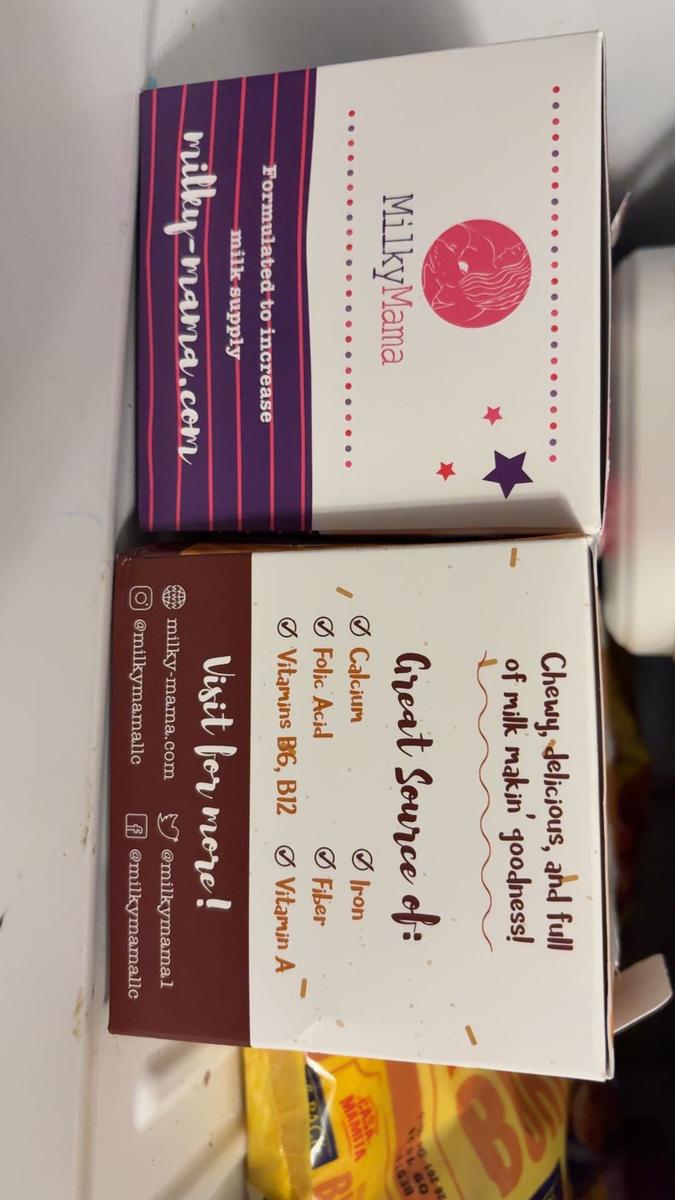 MilkyMama
Formulated to increase
milk supply
milky-mama.com
Chewy, delicious, and full
of milk makin' goodness!
Great Source of:
Calcium
Iron
Folic Acid
Fiber
Vitamins B6, B12
Vitamin A
Visit for more!
milky-mama.com
@milkymama1
@milkymamallc
@milkymamallc
CASA
MAMITA